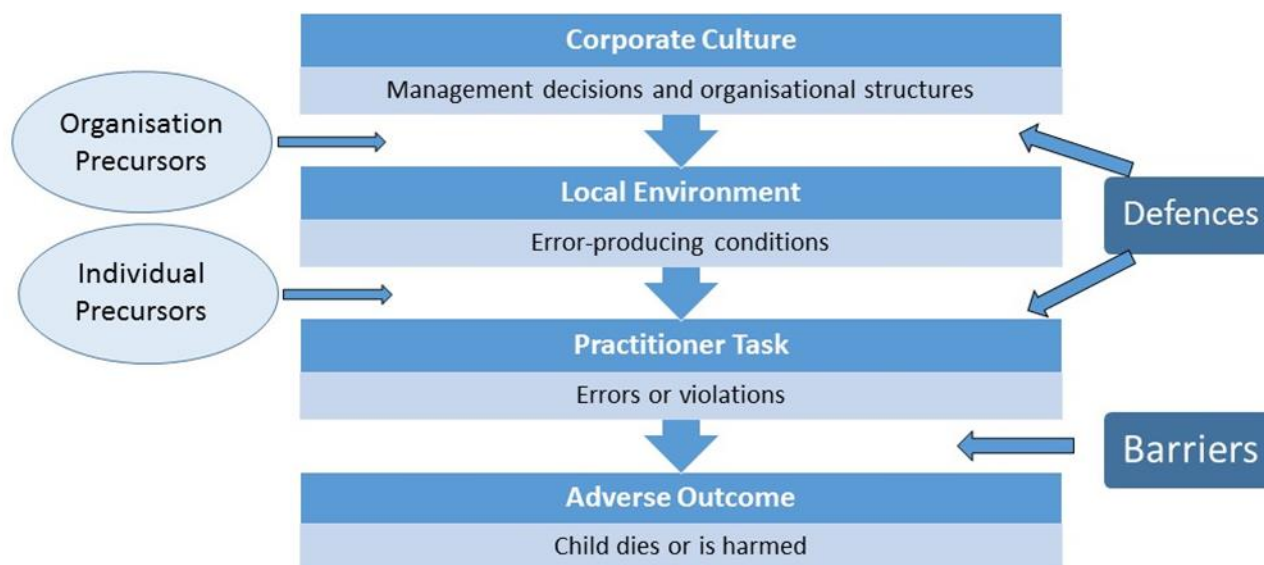 Corporate Culture
Management decisions and organisational structures
Organisation
Precursors
Local Environment
Error-producing conditions
Defences
Individual
Precursors
Practitioner Task
Errors or violations
Barriers
Adverse Outcome
Child dies or is harmed